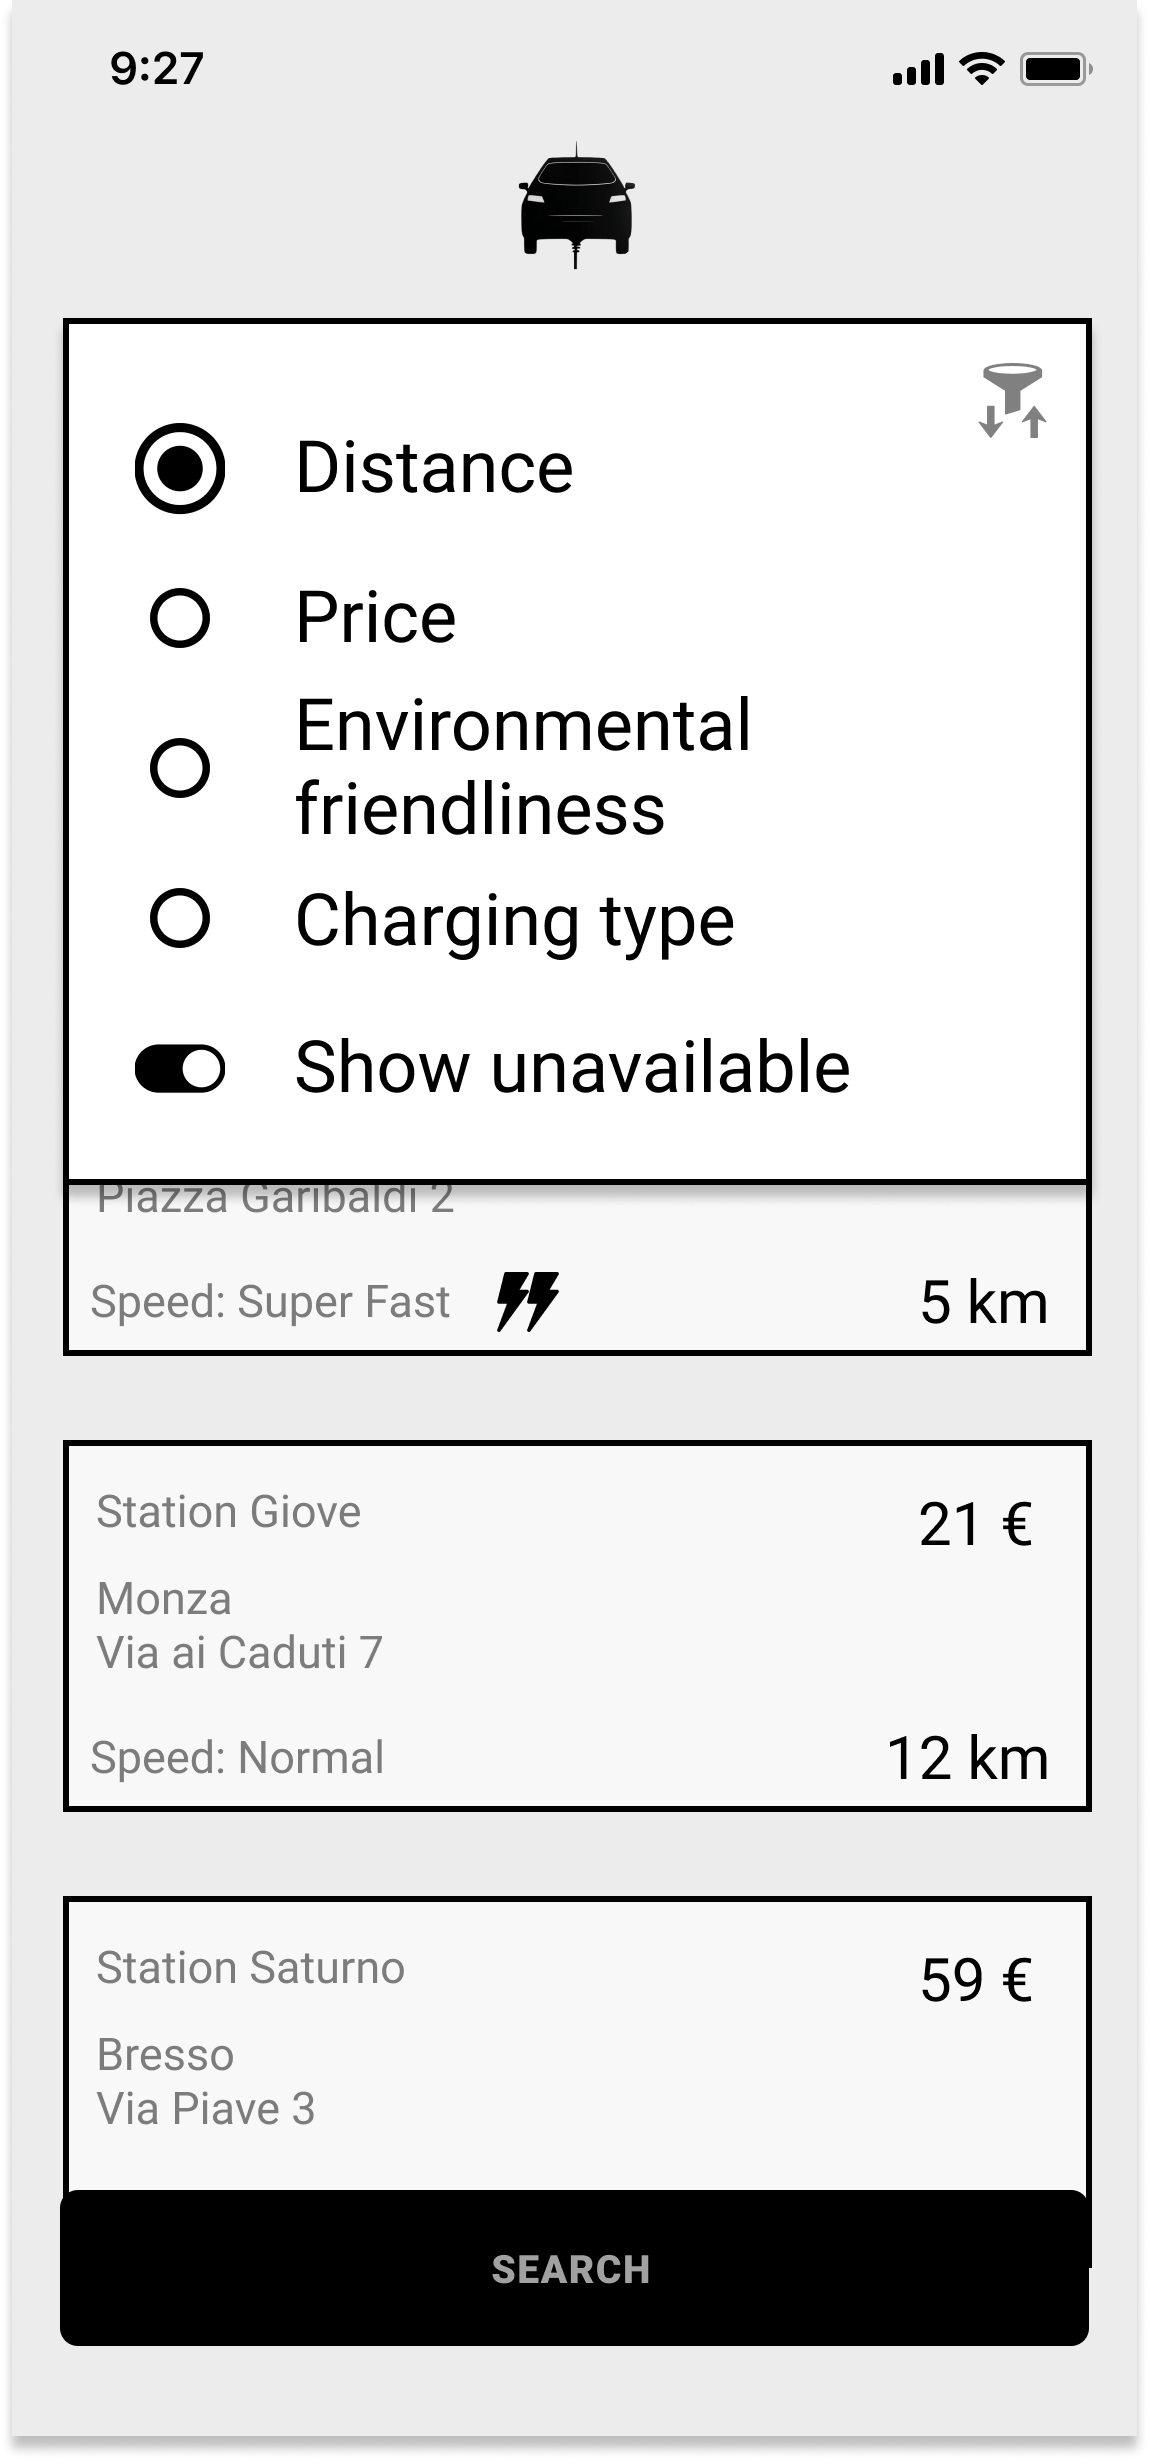 9:27
Distance
Price
Environmental
friendliness
Charging type
Show unavailable
Piazza Garibaldi 2
Speed: Super Fast
5 km
Station Giove
21 €
Monza
Via ai Caduti 7
Speed: Normal
12 km
Station Saturno
59 €
Bresso
Via Piave 3
SEARCH